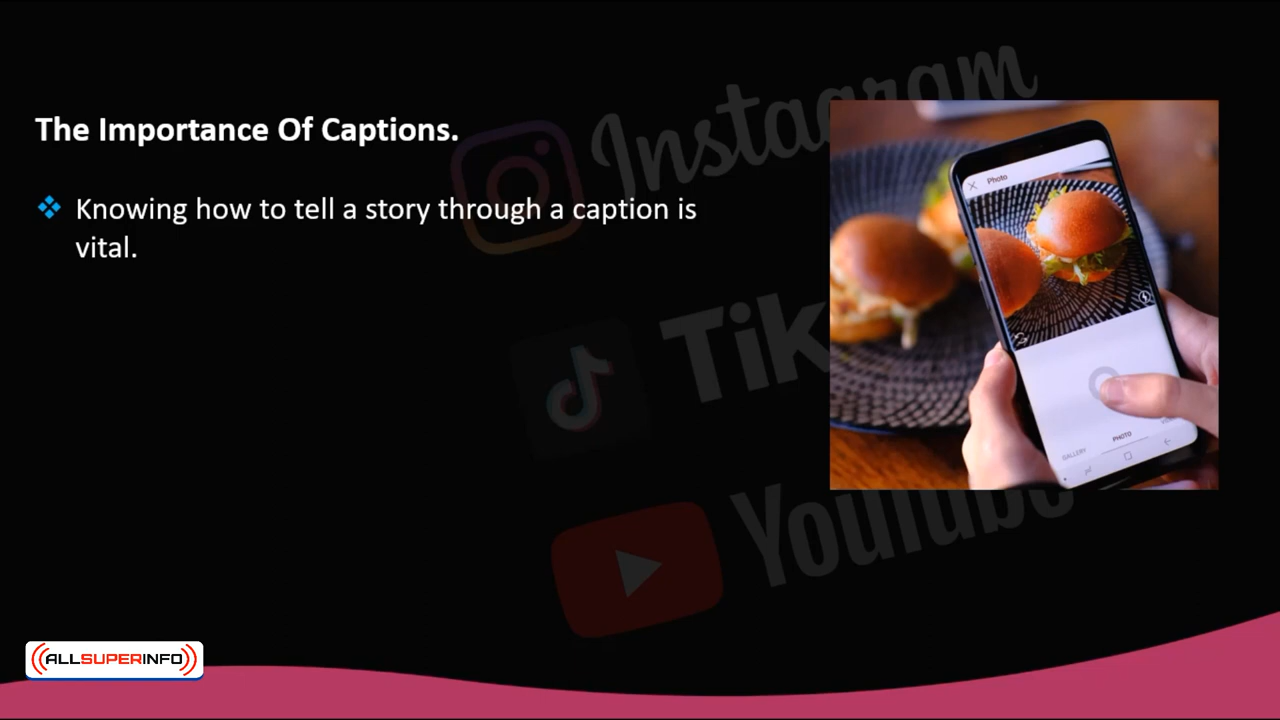 The Importance Of Captions.
❖ Knowing how to tell a story through a caption is
vital.
Instagram
TikT
YouTube
Photo
GALLERY
PHOTO
ALLSUPERINFO